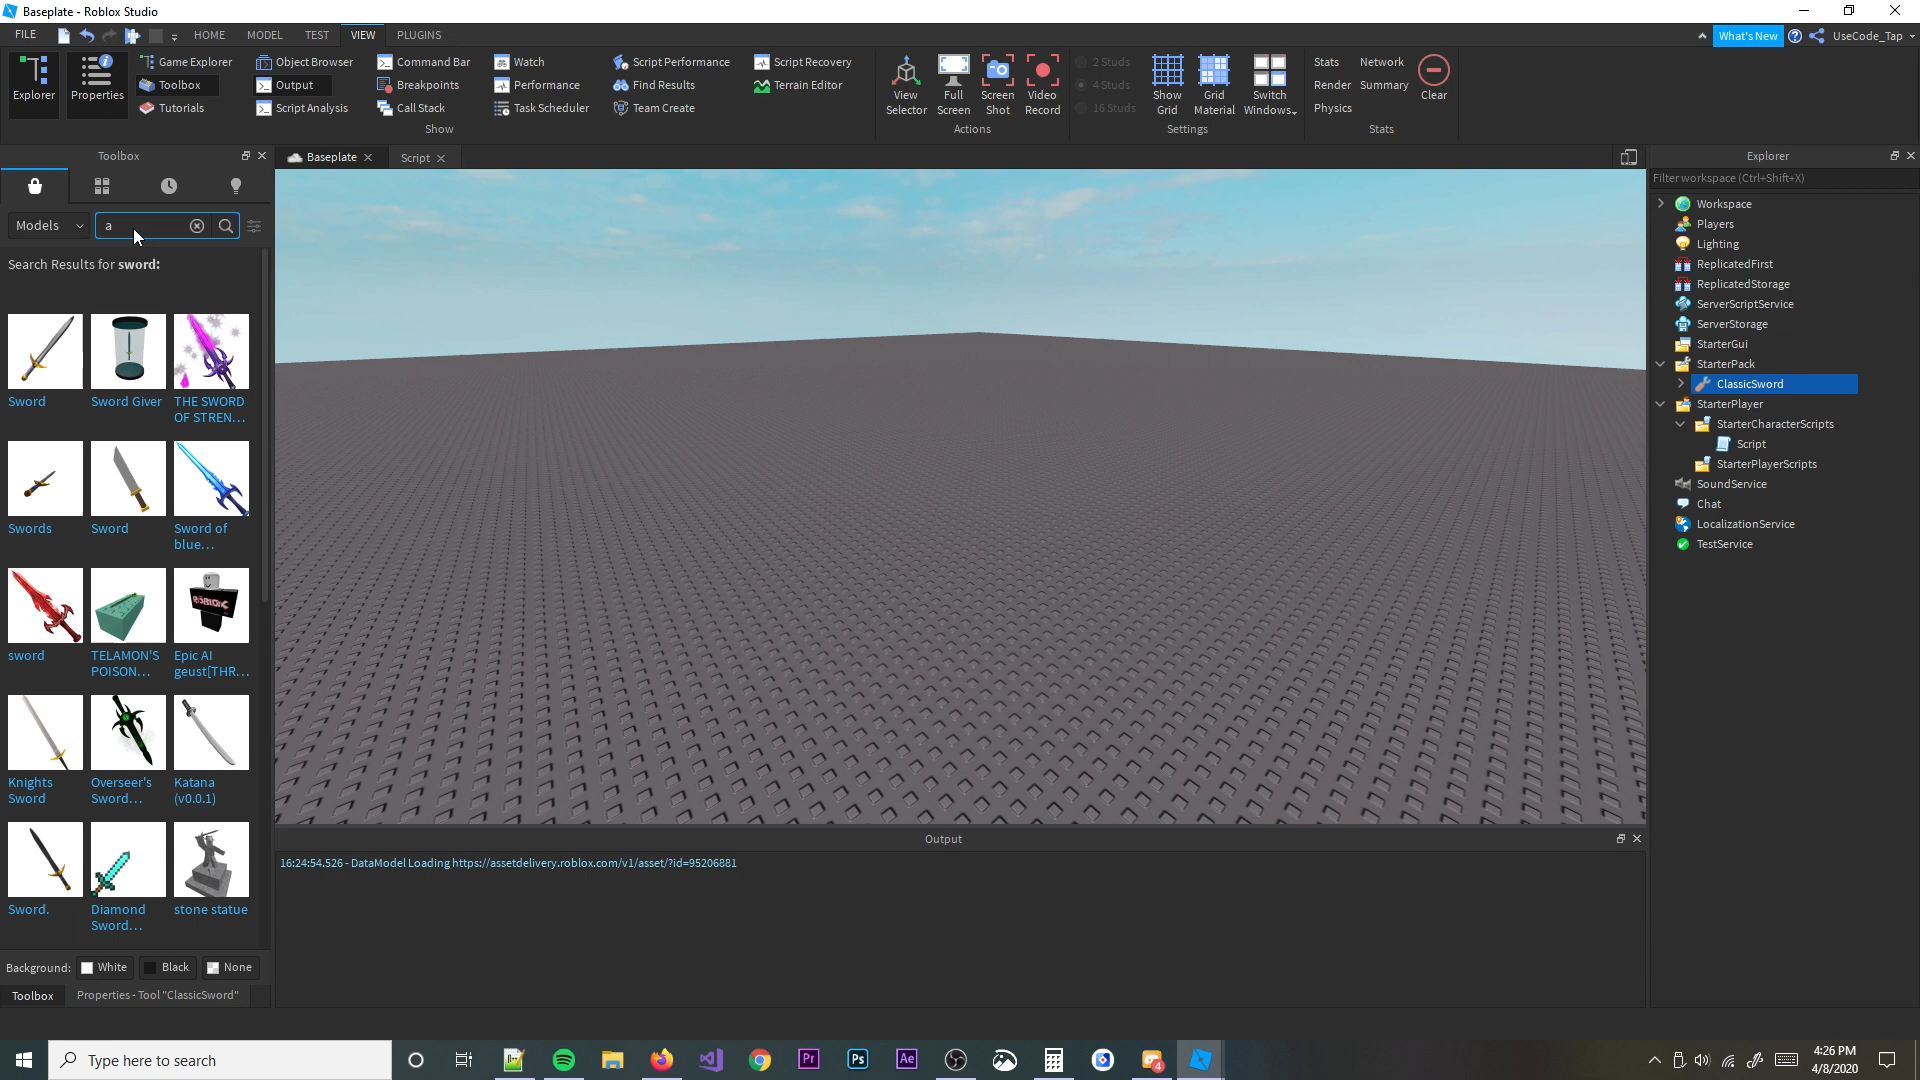 Baseplate - Roblox Studio
FILE
HOME
MODEL
TEST
VIEW
PLUGINS
What's New
UseCode_Tap
Explorer
Properties
Game Explorer
Toolbox
Tutorials
Object Browser
Output
Script Analysis
Command Bar
Breakpoints
Call Stack
Watch
Performance
Task Scheduler
Script Performance
Find Results
Team Create
Script Recovery
Terrain Editor
Show
View Selector
Full Screen
Screen Shot
Video Record
Actions
2 Studs
4 Studs
16 Studs
Show Grid
Grid Material
Switch Windows
Settings
Stats
Render
Physics
Network
Summary
Clear
Stats
Toolbox
Baseplate
Script
Explorer
Models
a
Search Results for sword:
Sword
Sword Giver
THE SWORD OF STREN...
Swords
Sword
Sword of blue...
sword
TELAMON'S POISON...
Epic AI geust[THR...
Knights Sword
Overseer's Sword...
Katana (v0.0.1)
Sword.
Diamond Sword...
stone statue
Background:
White
Black
None
Toolbox
Properties - Tool "ClassicSword"
Output
16:24:54.526 - DataModel Loading https://assetdelivery.roblox.com/v1/asset/?id=95206881
Filter workspace (Ctrl+Shift+X)
Workspace
Players
Lighting
ReplicatedFirst
ReplicatedStorage
ServerScriptService
ServerStorage
StarterGui
StarterPack
ClassicSword
StarterPlayer
StarterCharacterScripts
Script
StarterPlayerScripts
SoundService
Chat
LocalizationService
TestService
Type here to search
Pr
Ps
Ae
4
4:26 PM
4/8/2020